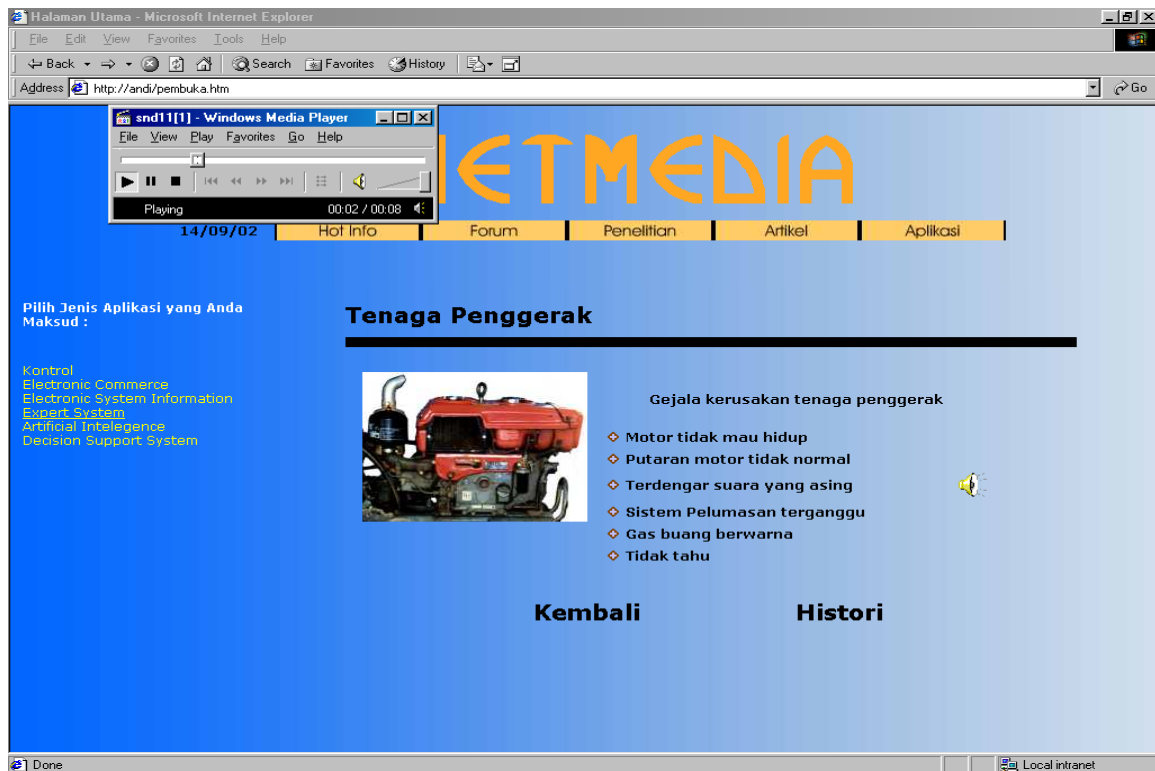 Halaman Utama - Microsoft Internet Explorer
File Edit View Favorites Tools Help
Back Search Favorites History
Address http://andi/pembuka.htm Go
snd11[1] - Windows Media Player
File View Play Favorites Go Help
Playing 00:02 / 00:08
ETMEDIA
14/09/02 Hot Info Forum Penelitian Artikel Aplikasi
Pilih Jenis Aplikasi yang Anda
Maksud :
Kontrol
Electronic Commerce
Electronic System Information
Expert System
Artificial Intelegence
Decision Support System
Tenaga Penggerak
Gejala kerusakan tenaga penggerak
Motor tidak mau hidup
Putaran motor tidak normal
Terdengar suara yang asing
Sistem Pelumasan terganggu
Gas buang berwarna
Tidak tahu
Kembali Histori
Done Local intranet